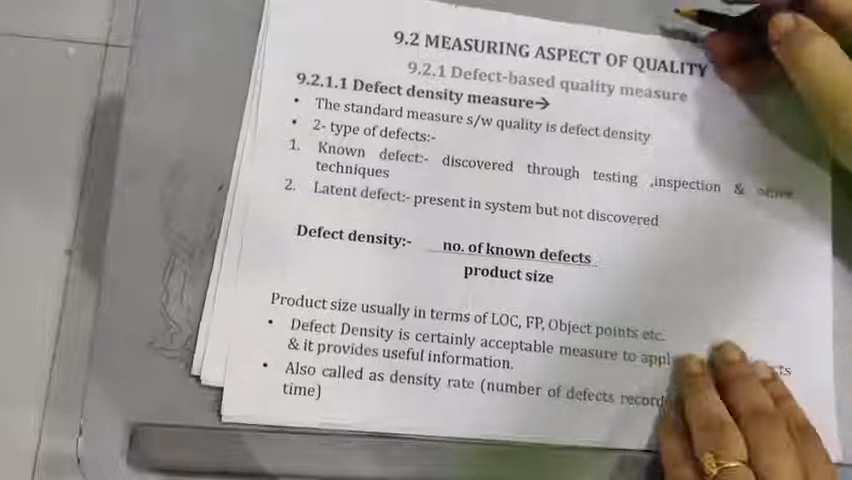 9.2 MEASURING ASPECT OF QUALITY
9.2.1 Defect-based quality measure
9.2.1.1 Defect density measure→
• The standard measure s/w quality is defect density
• 2- type of defects:-
1. Known defect:- discovered through testing ,inspection & other
techniques
2. Latent defect:- present in system but not discovered
Defect density:- no. of known defects
product size
Product size usually in terms of LOC, FP, Object points etc.
• Defect Density is certainly acceptable measure to
& it provides useful information.
• Also called as density rate (number of defects
time)